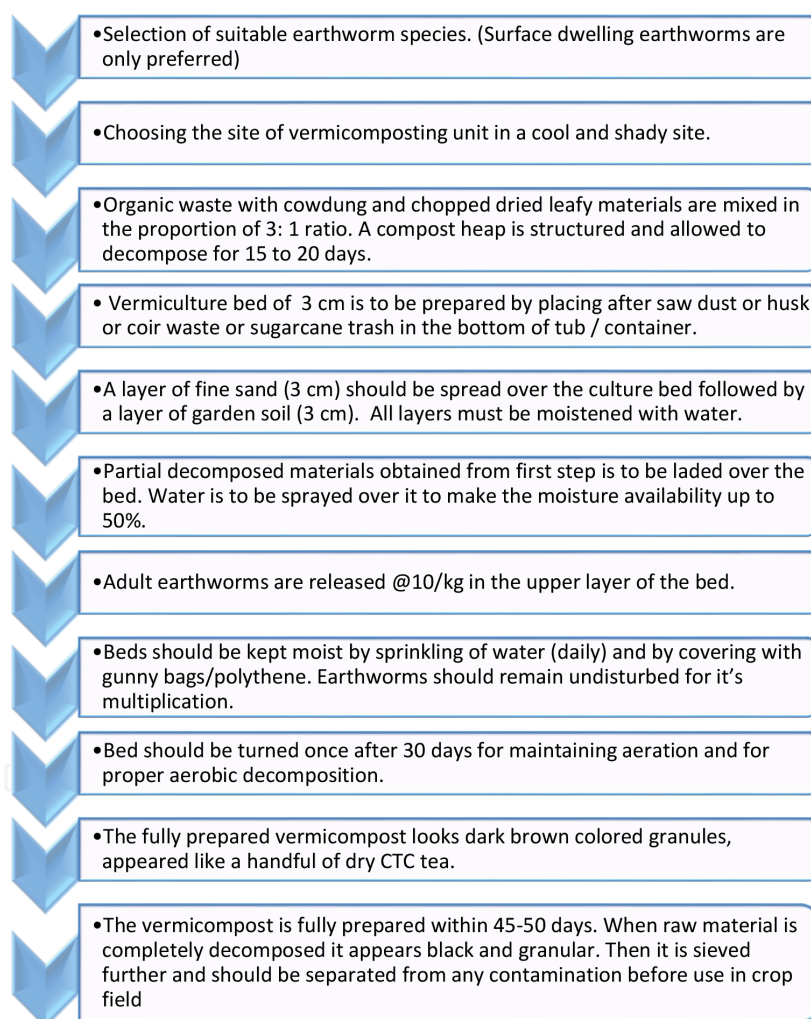 •Selection of suitable earthworm species. (Surface dwelling earthworms are
only preferred)
•Choosing the site of vermicomposting unit in a cool and shady site.
•Organic waste with cowdung and chopped dried leafy materials are mixed in
the proportion of 3: 1 ratio. A compost heap is structured and allowed to
decompose for 15 to 20 days.
• Vermiculture bed of  3 cm is to be prepared by placing after saw dust or husk
or coir waste or sugarcane trash in the bottom of tub / container.
•A layer of fine sand (3 cm) should be spread over the culture bed followed by
a layer of garden soil (3 cm).  All layers must be moistened with water.
•Partial decomposed materials obtained from first step is to be laded over the
bed. Water is to be sprayed over it to make the moisture availability up to
50%.
•Adult earthworms are released @10/kg in the upper layer of the bed.
•Beds should be kept moist by sprinkling of water (daily) and by covering with
gunny bags/polythene. Earthworms should remain undisturbed for it’s
multiplication.
•Bed should be turned once after 30 days for maintaining aeration and for
proper aerobic decomposition.
•The fully prepared vermicompost looks dark brown colored granules,
appeared like a handful of dry CTC tea.
•The vermicompost is fully prepared within 45-50 days. When raw material is
completely decomposed it appears black and granular. Then it is sieved
further and should be separated from any contamination before use in crop
field